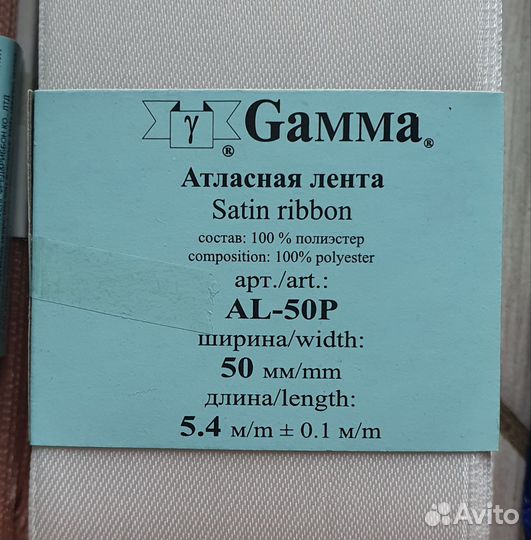 γ
® Gамма®
Атласная лента
Satin ribbon
состав: 100 % полиэстер
composition: 100% polyester
арт./art.:
AL-50P
ширина/width:
50 мм/mm
длина/length:
5.4 м/m ± 0.1 м/m
Avito